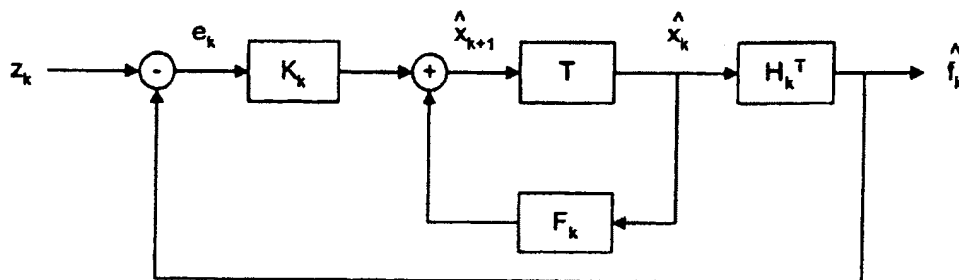 z_k
-
e_k
K_k
+
x̂_{k+1}
T
x̂_k
H_k^T
f̂_k
F_k